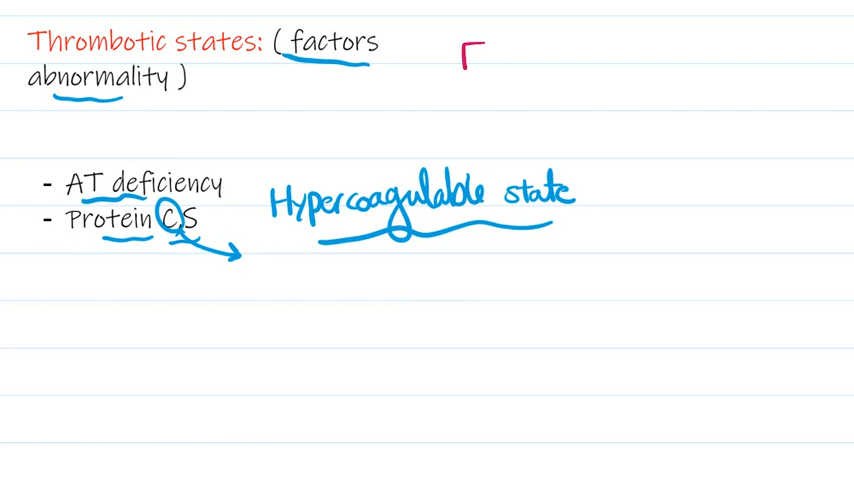 Thrombotic states: ( factors
abnormality )
- AT deficiency
- Protein C,S
Hypercoagulable state